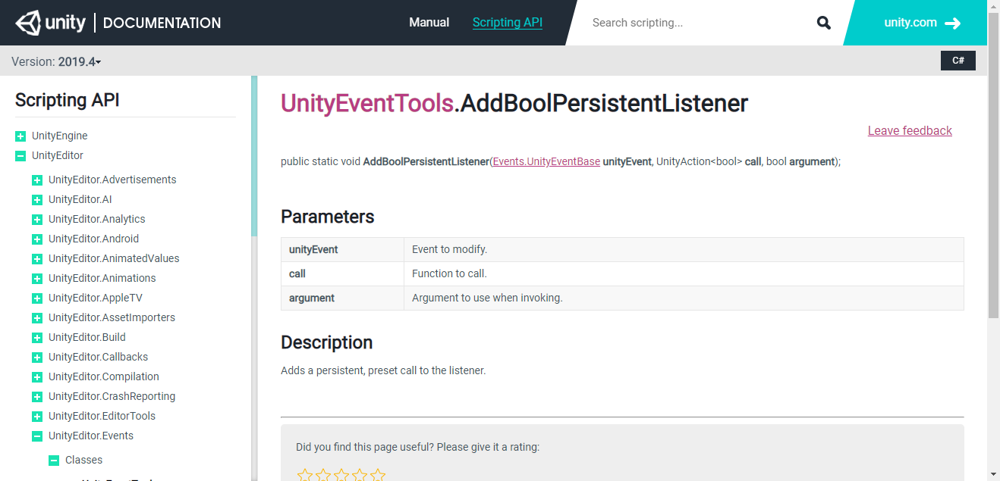 unity DOCUMENTATION Manual Scripting API Search scripting... unity.com
Version: 2019.4 C#
Scripting API
UnityEngine
UnityEditor
UnityEditor.Advertisements
UnityEditor.AI
UnityEditor.Analytics
UnityEditor.Android
UnityEditor.AnimatedValues
UnityEditor.Animations
UnityEditor.AppleTV
UnityEditor.AssetImporters
UnityEditor.Build
UnityEditor.Callbacks
UnityEditor.Compilation
UnityEditor.CrashReporting
UnityEditor.EditorTools
UnityEditor.Events
Classes
UnityEventTools.AddBoolPersistentListener
Leave feedback
public static void AddBoolPersistentListener(Events.UnityEventBase unityEvent, UnityAction<bool> call, bool argument);
Parameters
unityEvent Event to modify.
call Function to call.
argument Argument to use when invoking.
Description
Adds a persistent, preset call to the listener.
Did you find this page useful? Please give it a rating: